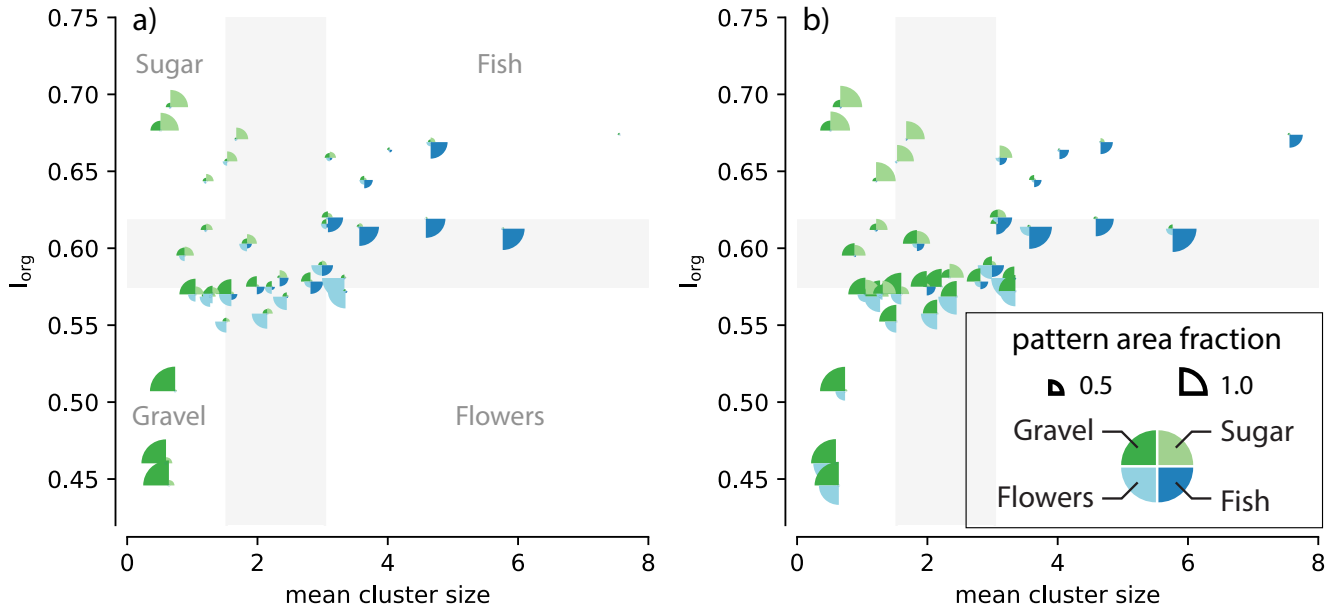 a)
b)
0.75
0.70
0.65
0.60
0.55
0.50
0.45
I_org
0
2
4
6
8
mean cluster size
Sugar
Fish
Gravel
Flowers
0.75
0.70
0.65
0.60
0.55
0.50
0.45
I_org
0
2
4
6
8
mean cluster size
pattern area fraction
0.5
1.0
Gravel
Sugar
Flowers
Fish